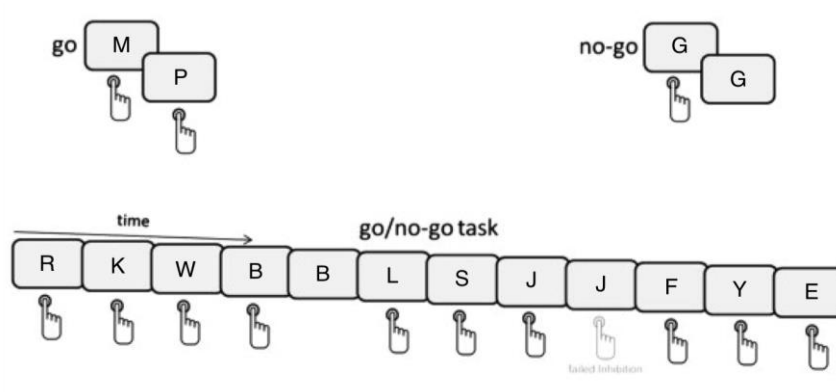 go M
P
no-go G
G
time
go/no-go task
R K W B B L S J J F Y E
failed inhibition